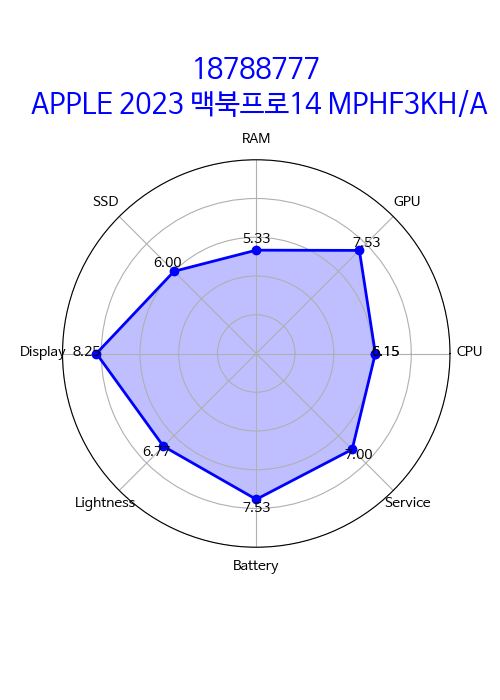 18788777
APPLE 2023 맥북프로14 MPHF3KH/A
RAM
SSD
GPU
5.33
7.53
6.00
Display
8.25
6.15
CPU
6.77
7.00
Lightness
7.53
Service
Battery